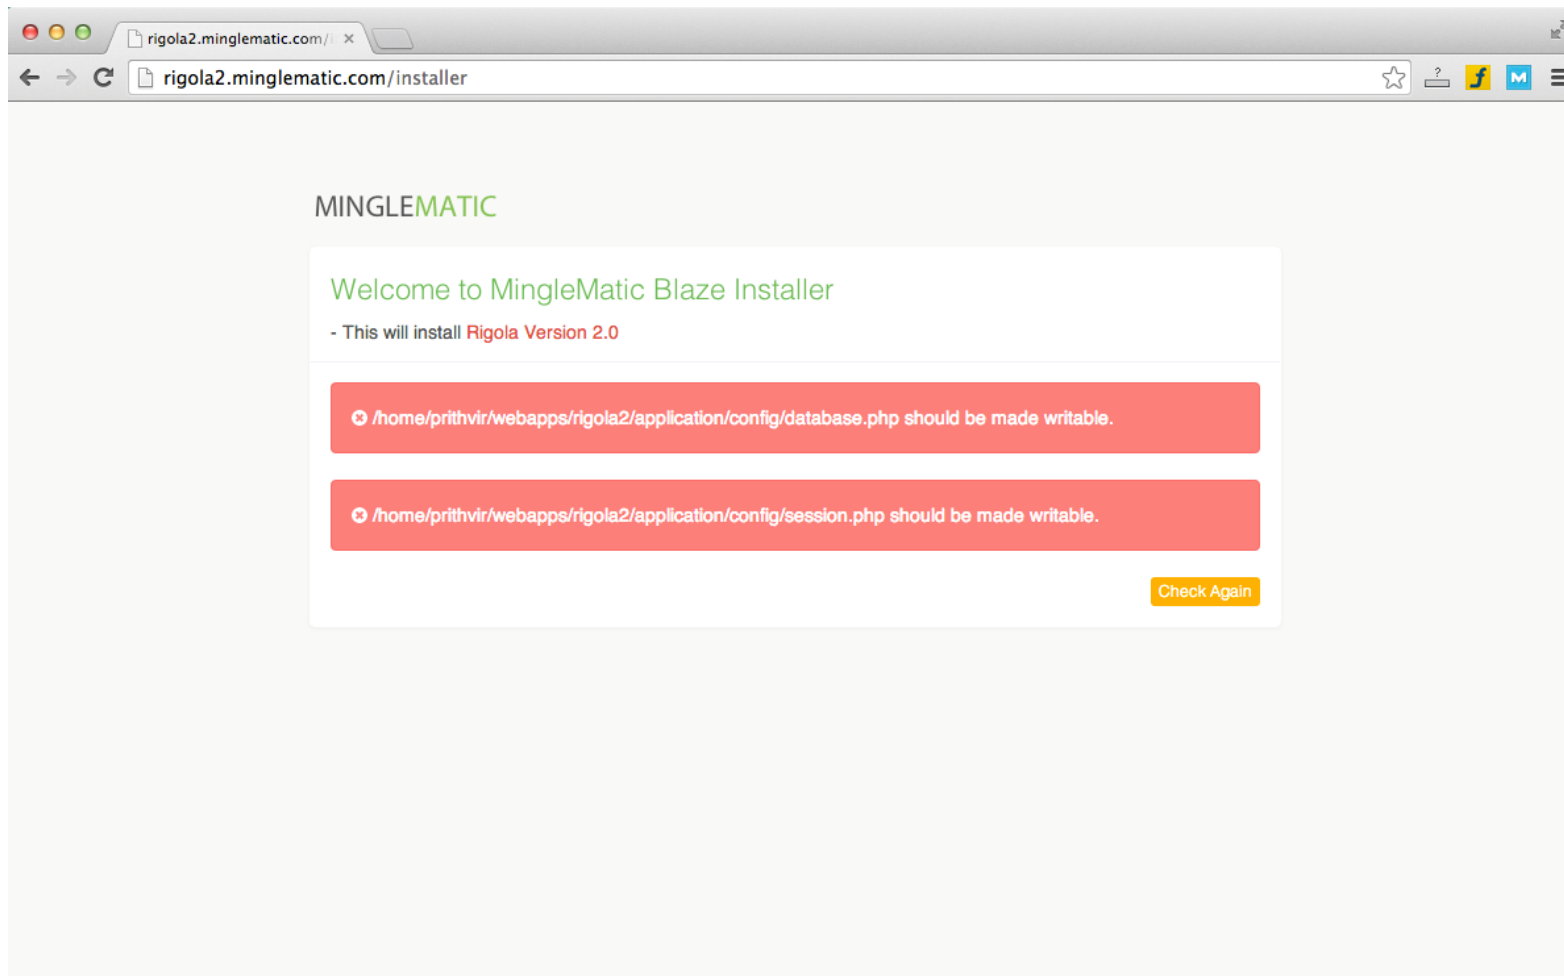 rigola2.minglematic.com/i
rigola2.minglematic.com/installer
MINGLEMATIC
Welcome to MingleMatic Blaze Installer
- This will install Rigola Version 2.0
/home/prithvir/webapps/rigola2/application/config/database.php should be made writable.
/home/prithvir/webapps/rigola2/application/config/session.php should be made writable.
Check Again